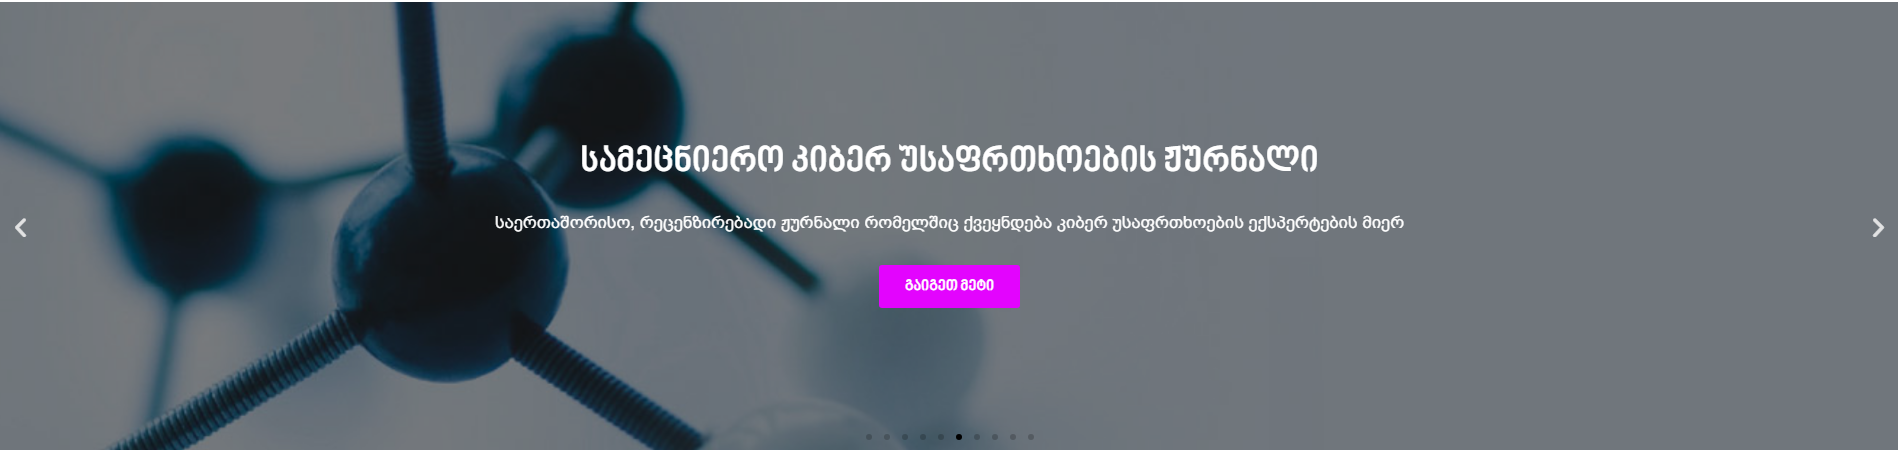 სამეცნიერო კიბერ უსაფრთხოების ჟურნალი
საერთაშორისო, რეცენზირებადი ჟურნალი რომელშიც ქვეყნდება კიბერ უსაფრთხოების ექსპერტების მიერ
გაიგეთ მეტი